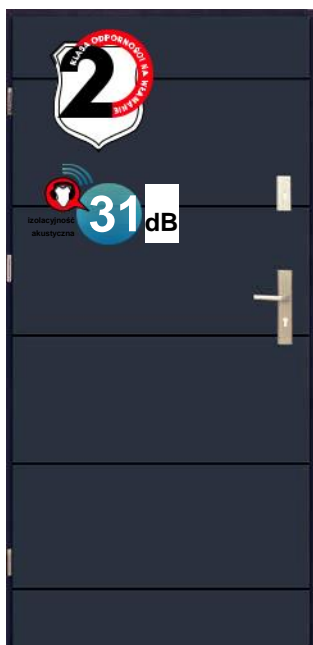 KLASA ODPORNOŚCI NA WŁAMANIE
2
31 dB
izolacyjność
akustyczna